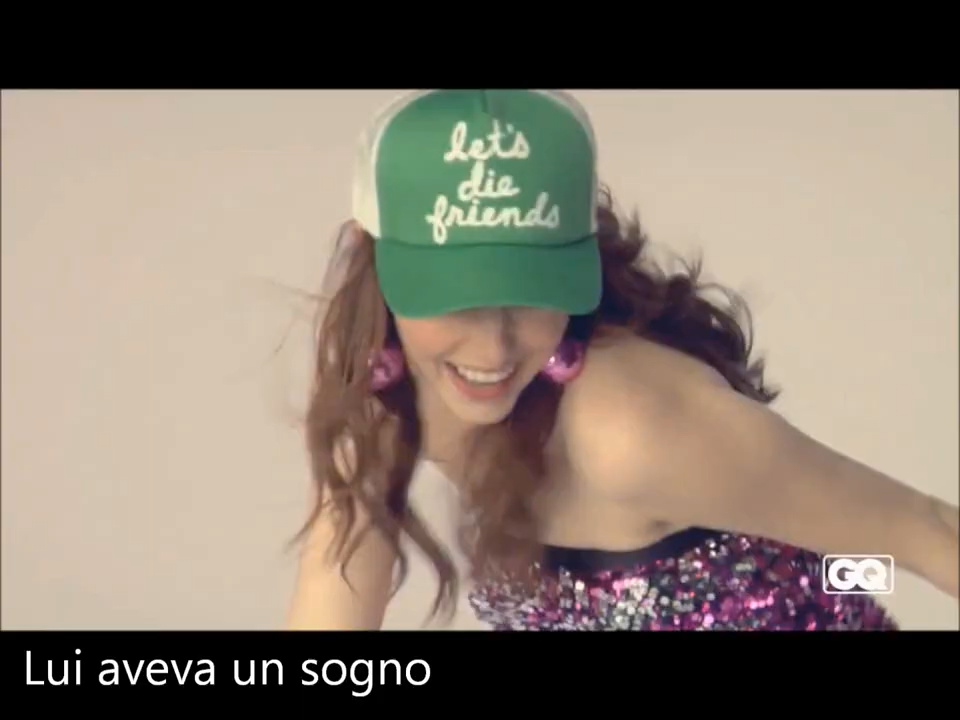 let's
die
friends
GQ
Lui aveva un sogno